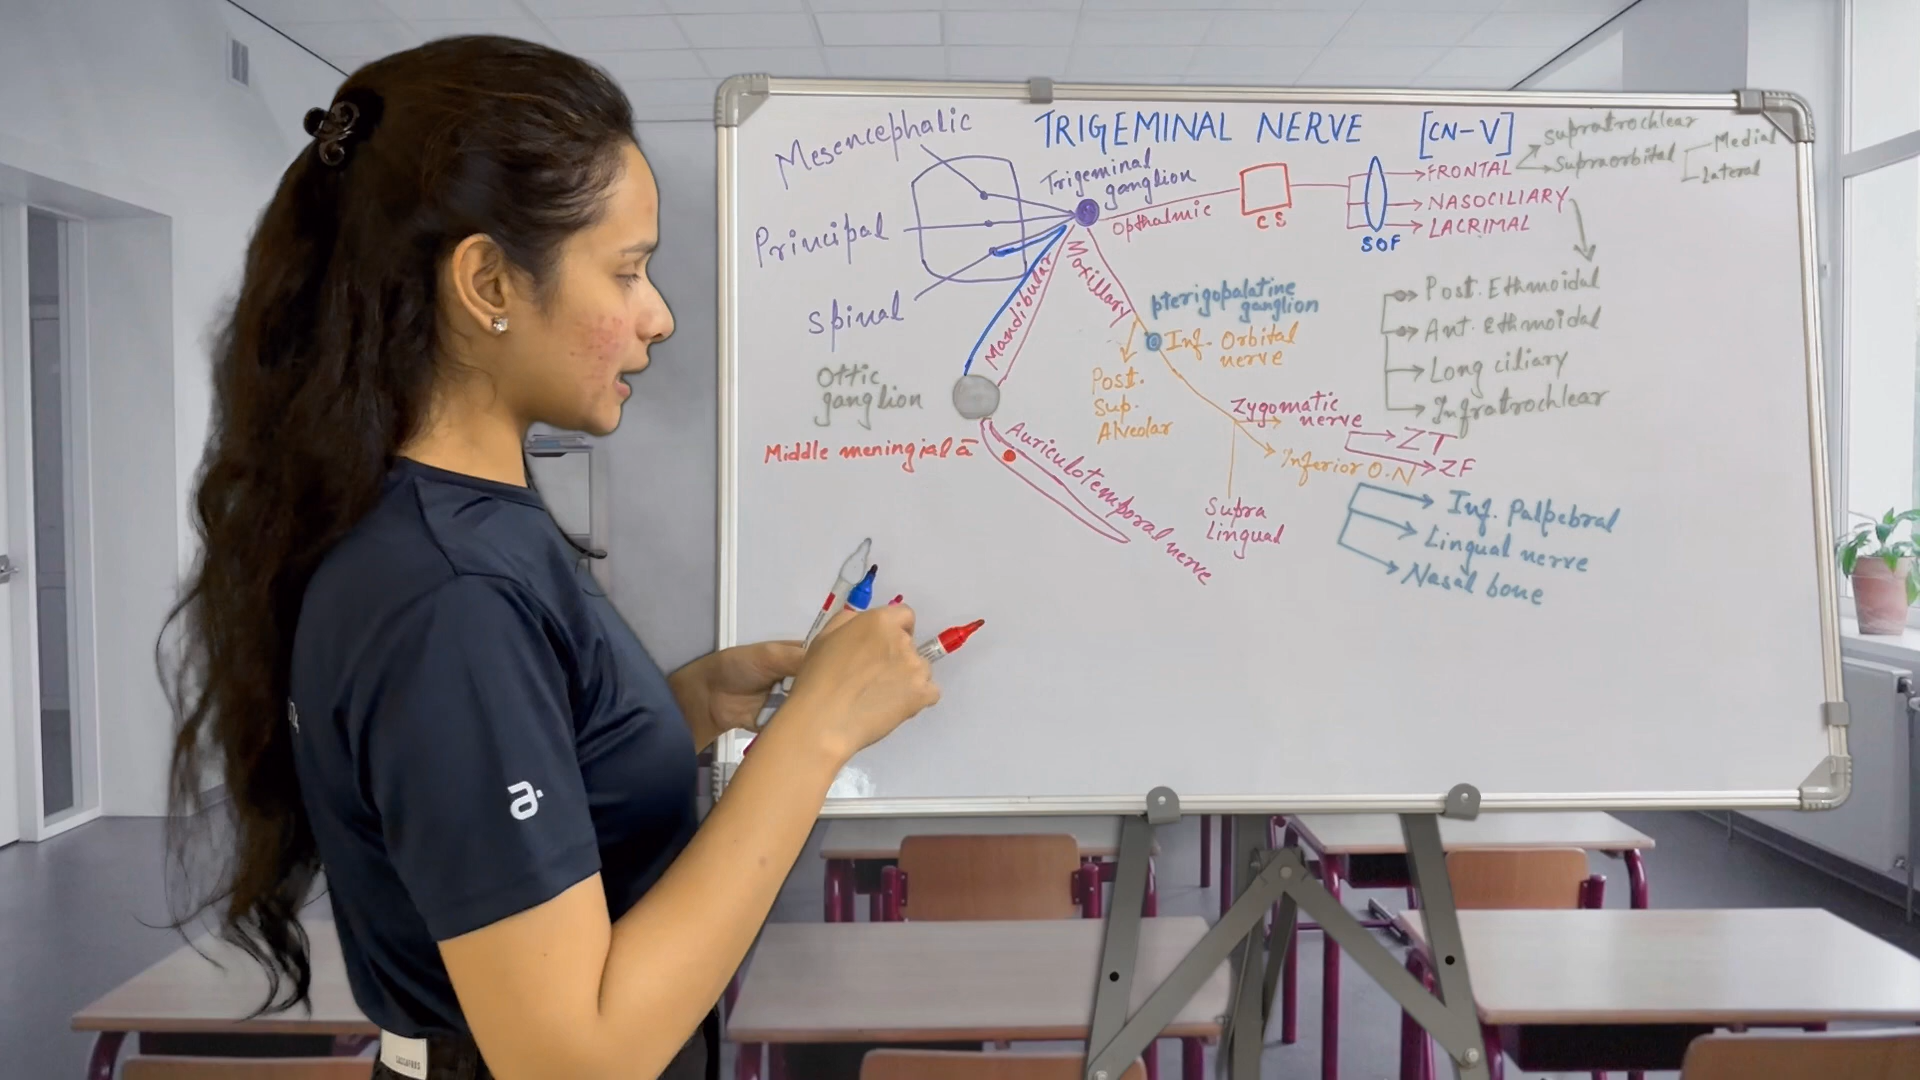 TRIGEMINAL NERVE [CN-V]
Mesencephalic
Principal
Spinal
Trigeminal
ganglion
Opthalmic
CS
SOF
FRONTAL
NASOCILIARY
LACRIMAL
supratrochlear
Supraorbital
Medial
Lateral
Post. Ethmoidal
Ant. Ethmoidal
Long ciliary
Infratrochlear
Maxillary
Mandibular
pterigopalatine
ganglion
Inf. Orbital
nerve
Post.
Sup.
Alveolar
Zygomatic
nerve
ZT
ZF
Inferior O.N
Supra
lingual
Inf. Palpebral
Lingual nerve
Nasal bone
Ottic
ganglion
Middle meningial a
Auriculotemporal nerve
a.